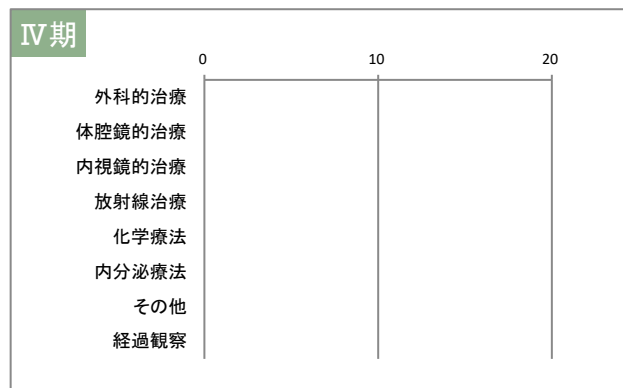 Ⅳ期
0 10 20
外科的治療
体腔鏡的治療
内視鏡的治療
放射線治療
化学療法
内分泌療法
その他
経過観察